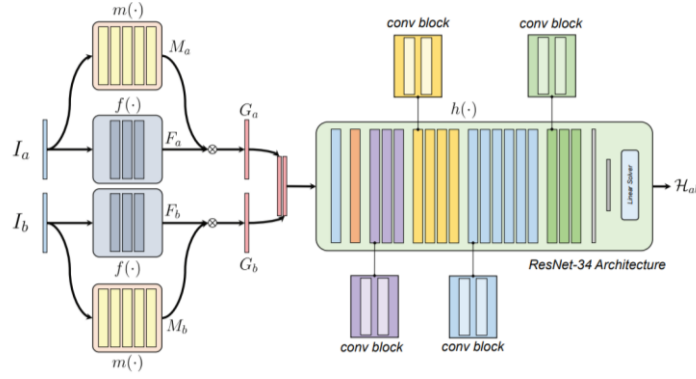 m(·)
conv block
conv block
M_a
f(·)
h(·)
G_a
I_a
F_a
⊗
Linear Solver
I_b
F_b
⊗
f(·)
G_b
ResNet-34 Architecture
M_b
conv block
conv block
m(·)